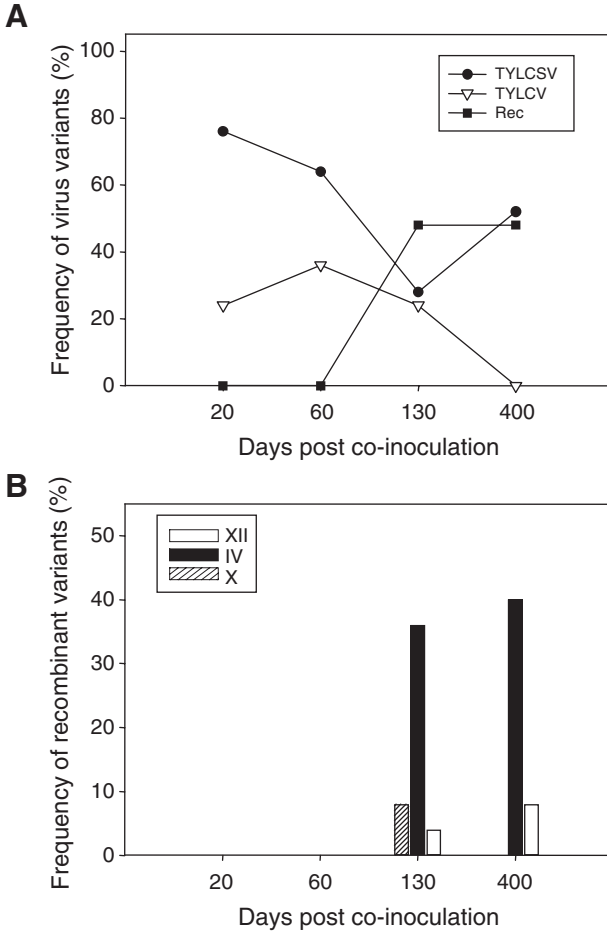 A
Frequency of virus variants (%)
100
80
60
40
20
0
TYLCSV
TYLCV
Rec
20 60 130 400
Days post co-inoculation
B
Frequency of recombinant variants (%)
50
40
30
20
10
0
XII
IV
X
20 60 130 400
Days post co-inoculation